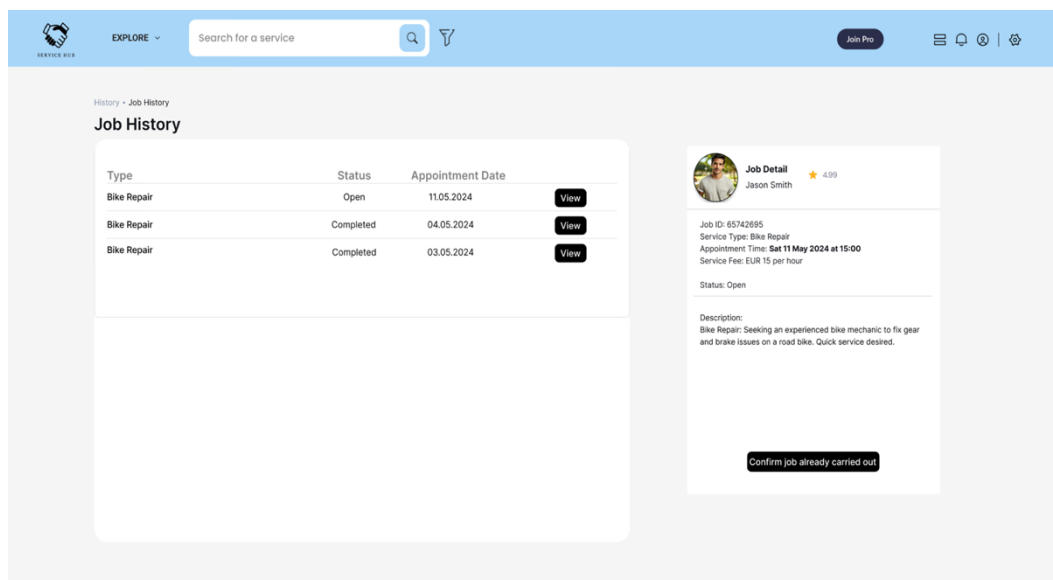 SERVICE HUB
EXPLORE
Search for a service
Join Pro
History • Job History
Job History
Type Status Appointment Date
Bike Repair Open 11.05.2024 View
Bike Repair Completed 04.05.2024 View
Bike Repair Completed 03.05.2024 View
Job Detail 4.99
Jason Smith
Job ID: 65742695
Service Type: Bike Repair
Appointment Time: Sat 11 May 2024 at 15:00
Service Fee: EUR 15 per hour
Status: Open
Description:
Bike Repair: Seeking an experienced bike mechanic to fix gear
and brake issues on a road bike. Quick service desired.
Confirm job already carried out